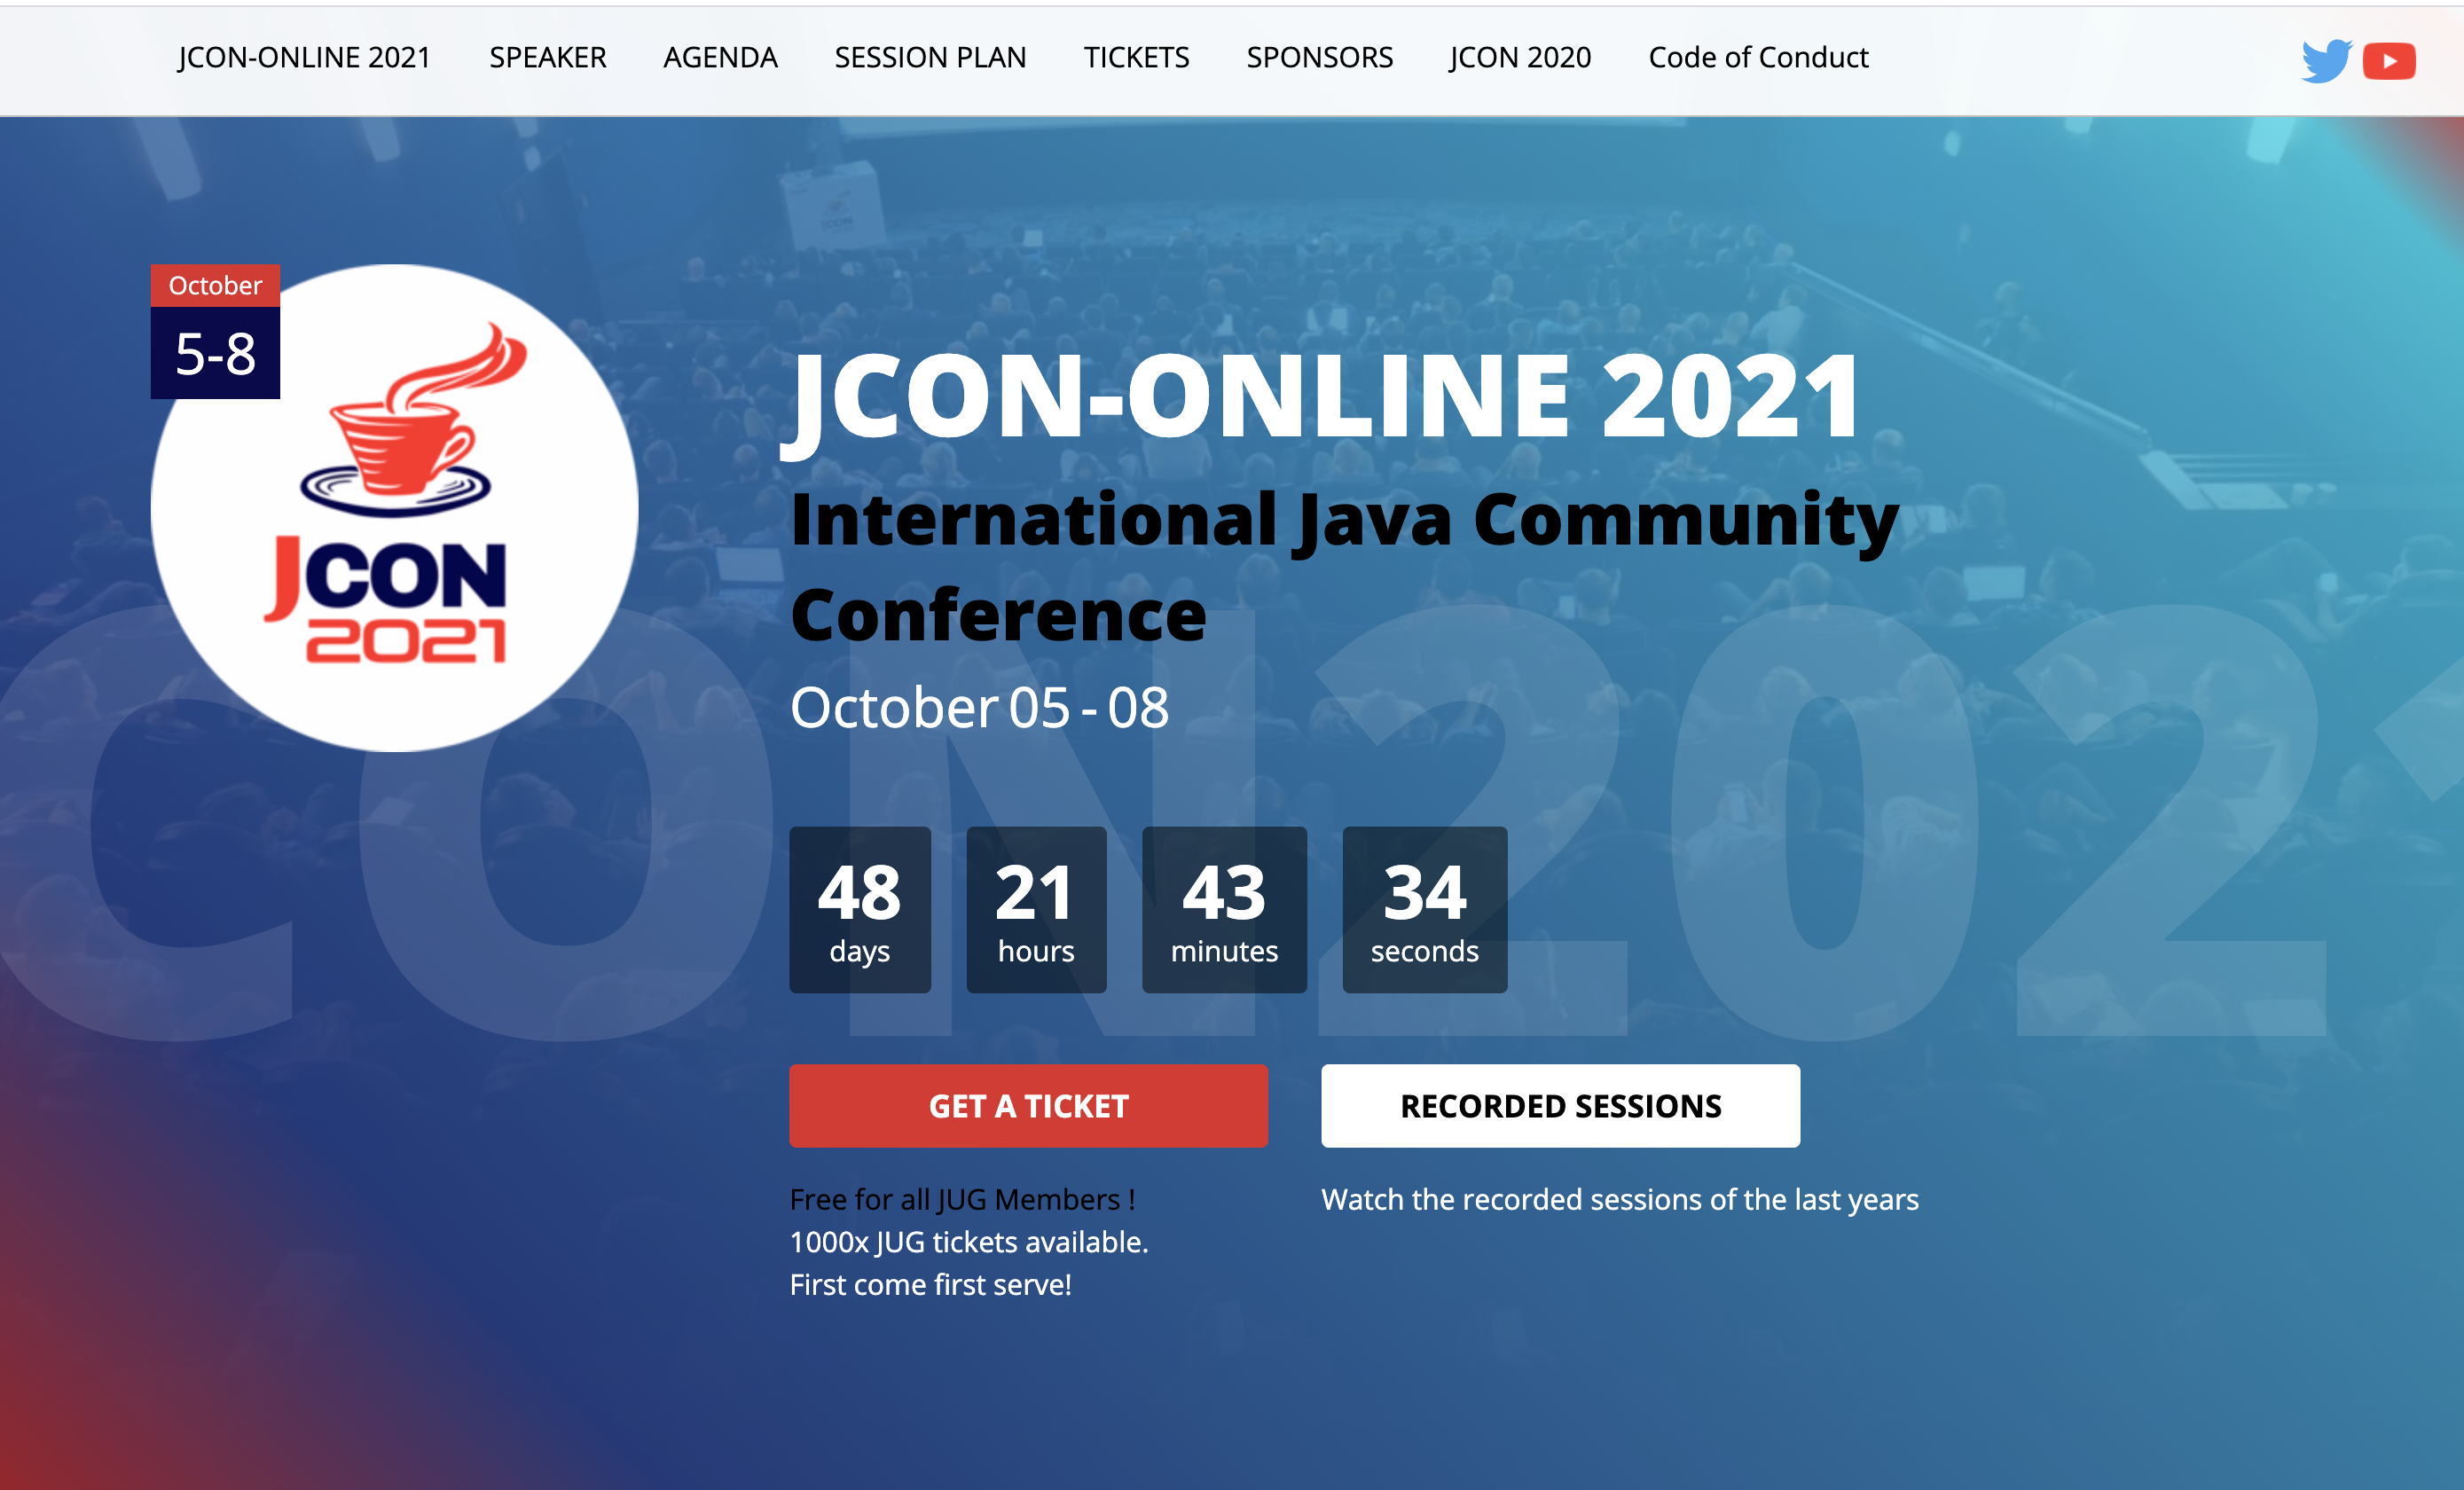 JCON-ONLINE 2021 SPEAKER AGENDA SESSION PLAN TICKETS SPONSORS JCON 2020 Code of Conduct
October
5-8
JCON
2021
JCON-ONLINE 2021
International Java Community
Conference
October 05 - 08
CON2021
48 21 43 34
days hours minutes seconds
GET A TICKET RECORDED SESSIONS
Free for all JUG Members !
1000x JUG tickets available.
First come first serve!
Watch the recorded sessions of the last years
JCON